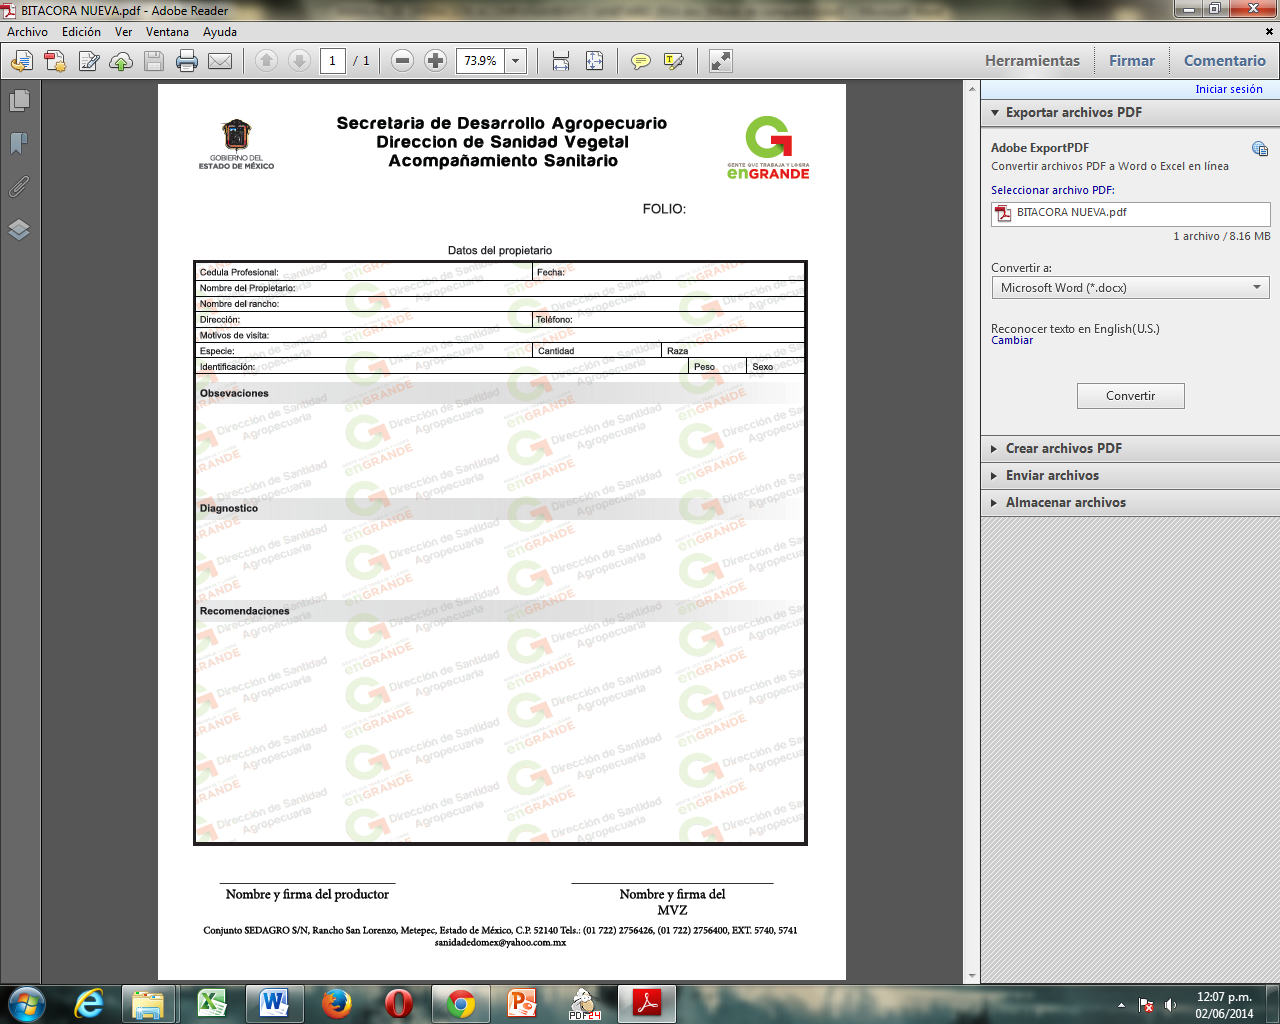 BITACORA NUEVA.pdf - Adobe Reader
Archivo Edición Ver Ventana Ayuda
1 / 1 73.9% Herramientas Firmar Comentario
Iniciar sesión
Exportar archivos PDF
Adobe ExportPDF
Convertir archivos PDF a Word o Excel en línea
Seleccionar archivo PDF:
BITACORA NUEVA.pdf
1 archivo / 8.16 MB
Convertir a:
Microsoft Word (*.docx)
Reconocer texto en English(U.S.)
Cambiar
Convertir
Crear archivos PDF
Enviar archivos
Almacenar archivos
GOBIERNO DEL
ESTADO DE MÉXICO
Secretaria de Desarrollo Agropecuario
Direccion de Sanidad Vegetal
Acompañamiento Sanitario
GENTE QUE TRABAJA Y LOGRA
enGRANDE
FOLIO:
Datos del propietario
Cedula Profesional: Fecha:
Nombre del Propietario:
Nombre del rancho:
Dirección: Teléfono:
Motivos de visita:
Especie: Cantidad Raza
Identificación: Peso Sexo
Obsevaciones
Diagnostico
Recomendaciones
Dirección de Santidad
Agropecuaria
enGRANDE
Nombre y firma del productor
Nombre y firma del
MVZ
Conjunto SEDAGRO S/N, Rancho San Lorenzo, Metepec, Estado de México, C.P. 52140 Tels.: (01 722) 2756426, (01 722) 2756400, EXT. 5740, 5741
sanidadedomex@yahoo.com.mx
PDF24
12:07 p.m.
02/06/2014